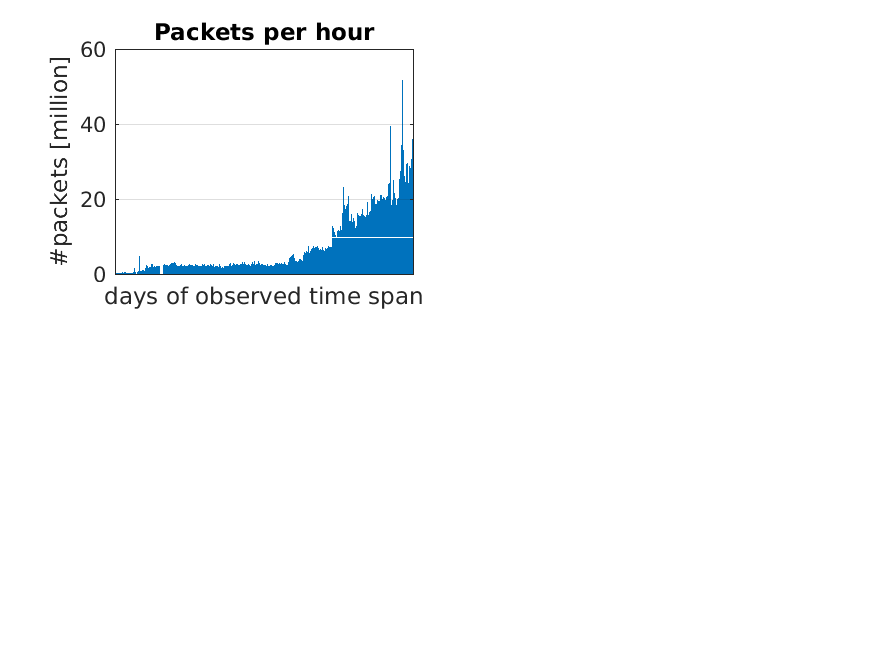 Packets per hour
60
40
20
0
#packets [million]
days of observed time span